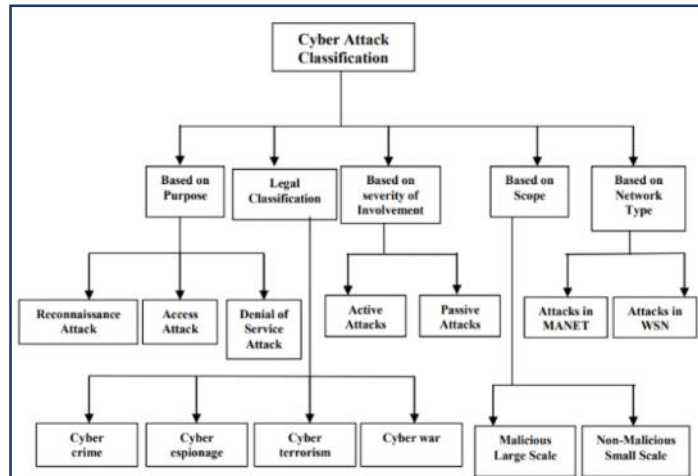 Cyber Attack
Classification
Based on
Purpose
Legal
Classification
Based on
severity of
Involvement
Based on
Scope
Based on
Network
Type
Reconnaissance
Attack
Access
Attack
Denial of
Service
Attack
Active
Attacks
Passive
Attacks
Attacks in
MANET
Attacks in
WSN
Cyber
crime
Cyber
espionage
Cyber
terrorism
Cyber war
Malicious
Large Scale
Non-Malicious
Small Scale